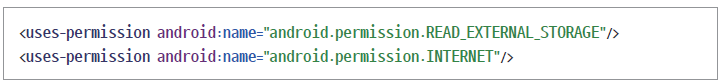 <uses-permission android:name="android.permission.READ_EXTERNAL_STORAGE"/>
<uses-permission android:name="android.permission.INTERNET"/>